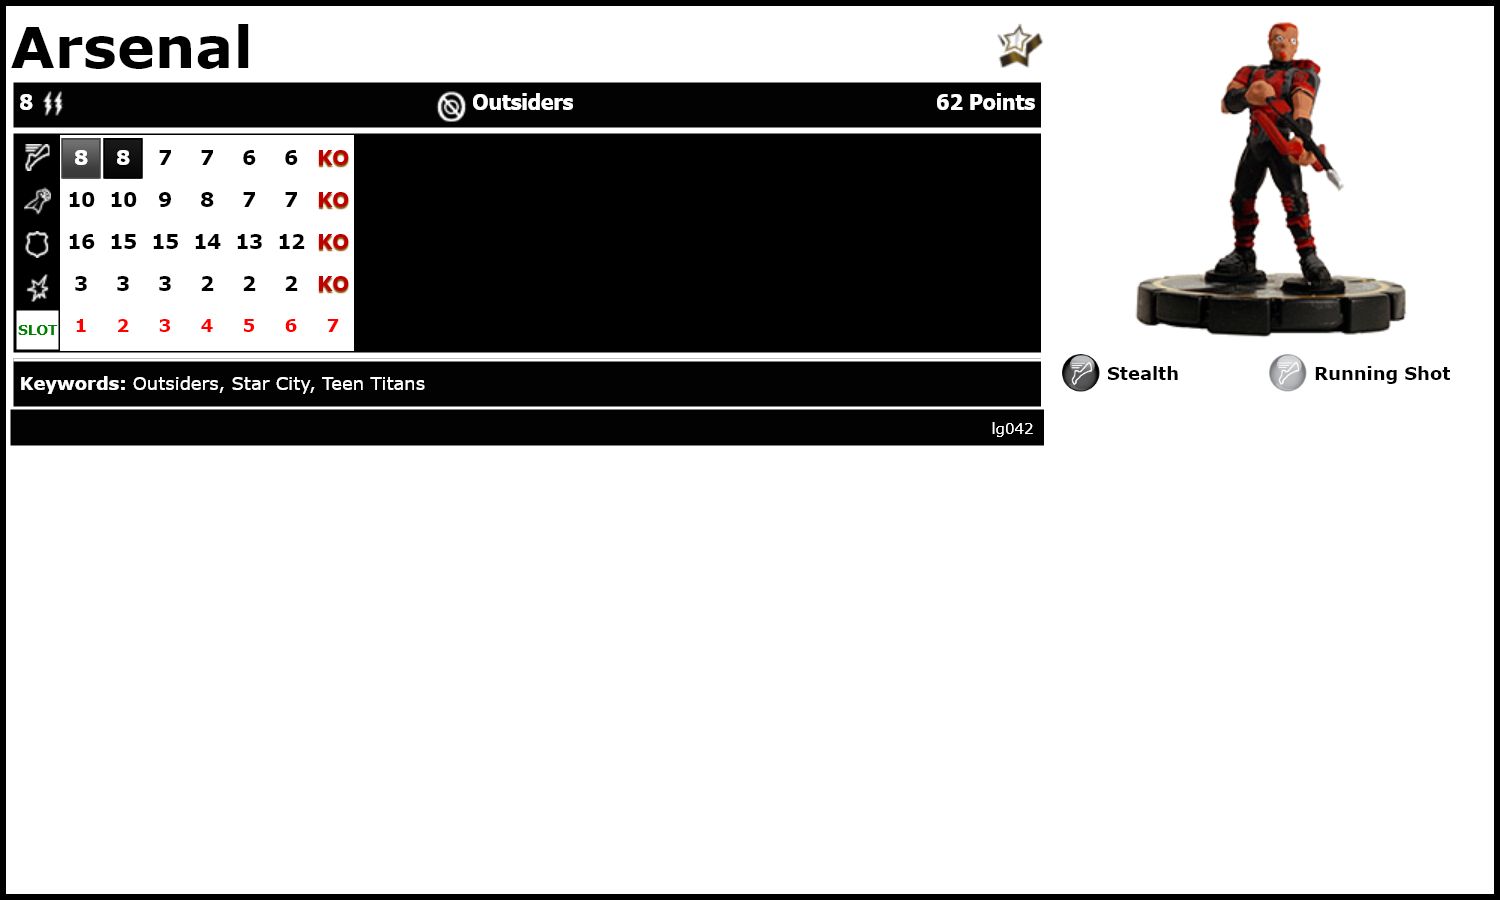 Arsenal
8 Outsiders 62 Points
8 8 7 7 6 6 KO
10 10 9 8 7 7 KO
16 15 15 14 13 12 KO
3 3 3 2 2 2 KO
SLOT 1 2 3 4 5 6 7
Keywords: Outsiders, Star City, Teen Titans
lg042
Stealth Running Shot